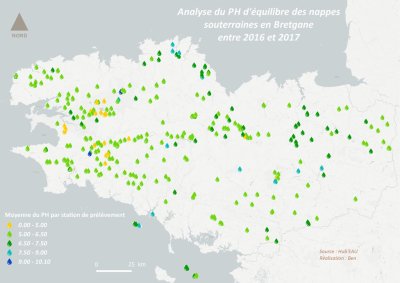 Analyse du PH d'équilibre des nappes
souterraines en Bretgane
entre 2016 et 2017
NORD
Moyenne du PH par station de prélèvement
0.00 - 5.00
5.00 - 6.50
6.50 - 7.50
7.50 - 9.00
9.00 - 10.10
0 25 km
Source : Hub'EAU
Réalisation : Ben